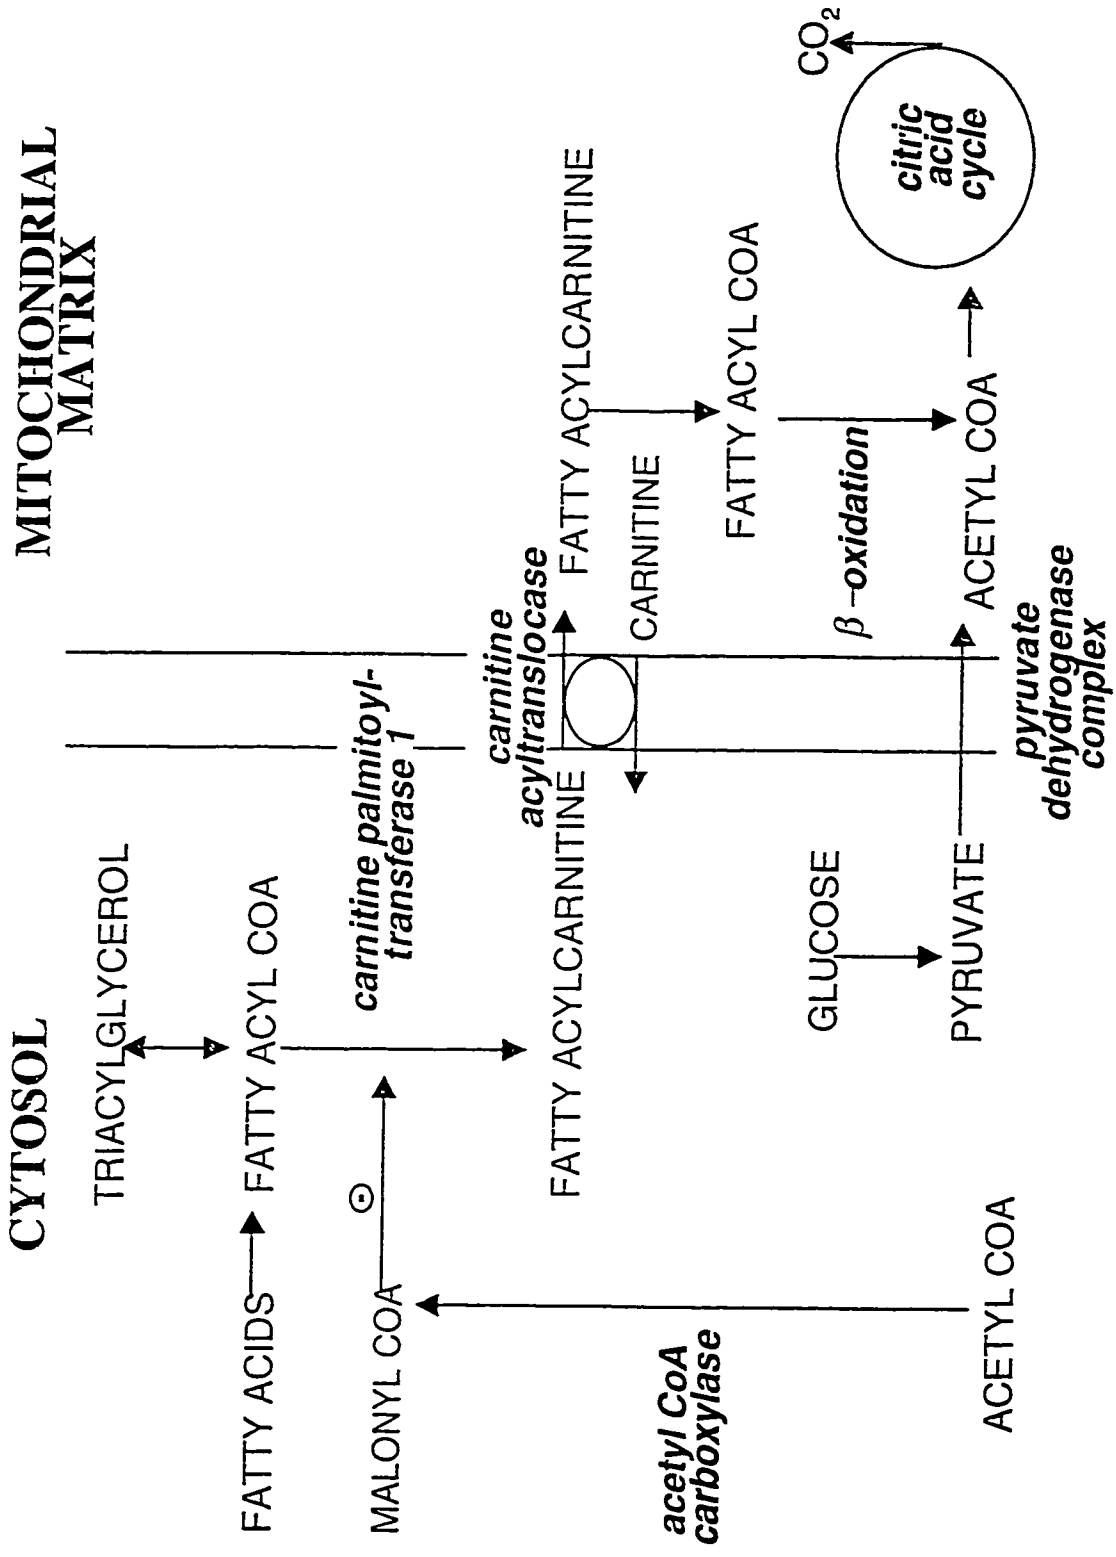 CYTOSOL
MITOCHONDRIAL
MATRIX
TRIACYLGLYCEROL
FATTY ACIDS
FATTY ACYL COA
carnitine palmitoyl-
transferase 1
MALONYL COA
-
carnitine
acyltranslocase
FATTY ACYLCARNITINE
FATTY ACYLCARNITINE
CARNITINE
acetyl CoA
carboxylase
FATTY ACYL COA
GLUCOSE
β-oxidation
CO2
citric
acid
cycle
ACETYL COA
PYRUVATE
ACETYL COA
pyruvate
dehydrogenase
complex